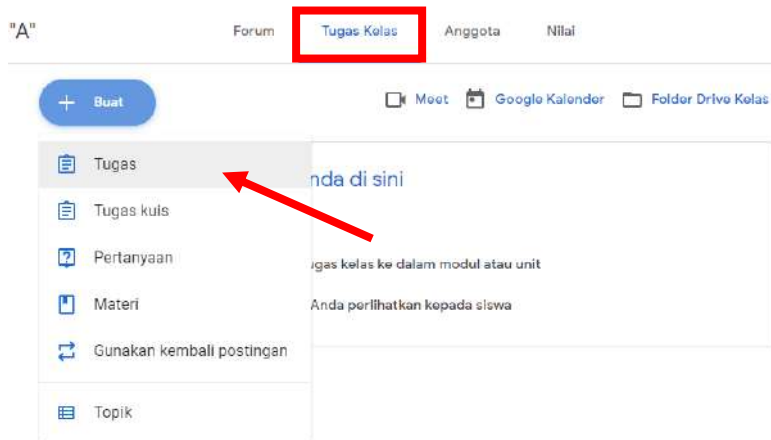 "A"
Forum Tugas Kelas Anggota Nilai
Buat
Meet Google Kalender Folder Drive Kelas
Tugas
nda di sini
Tugas kuis
Pertanyaan
ugas kelas ke dalam modul atau unit
Materi
Anda perlihatkan kepada siswa
Gunakan kembali postingan
Topik